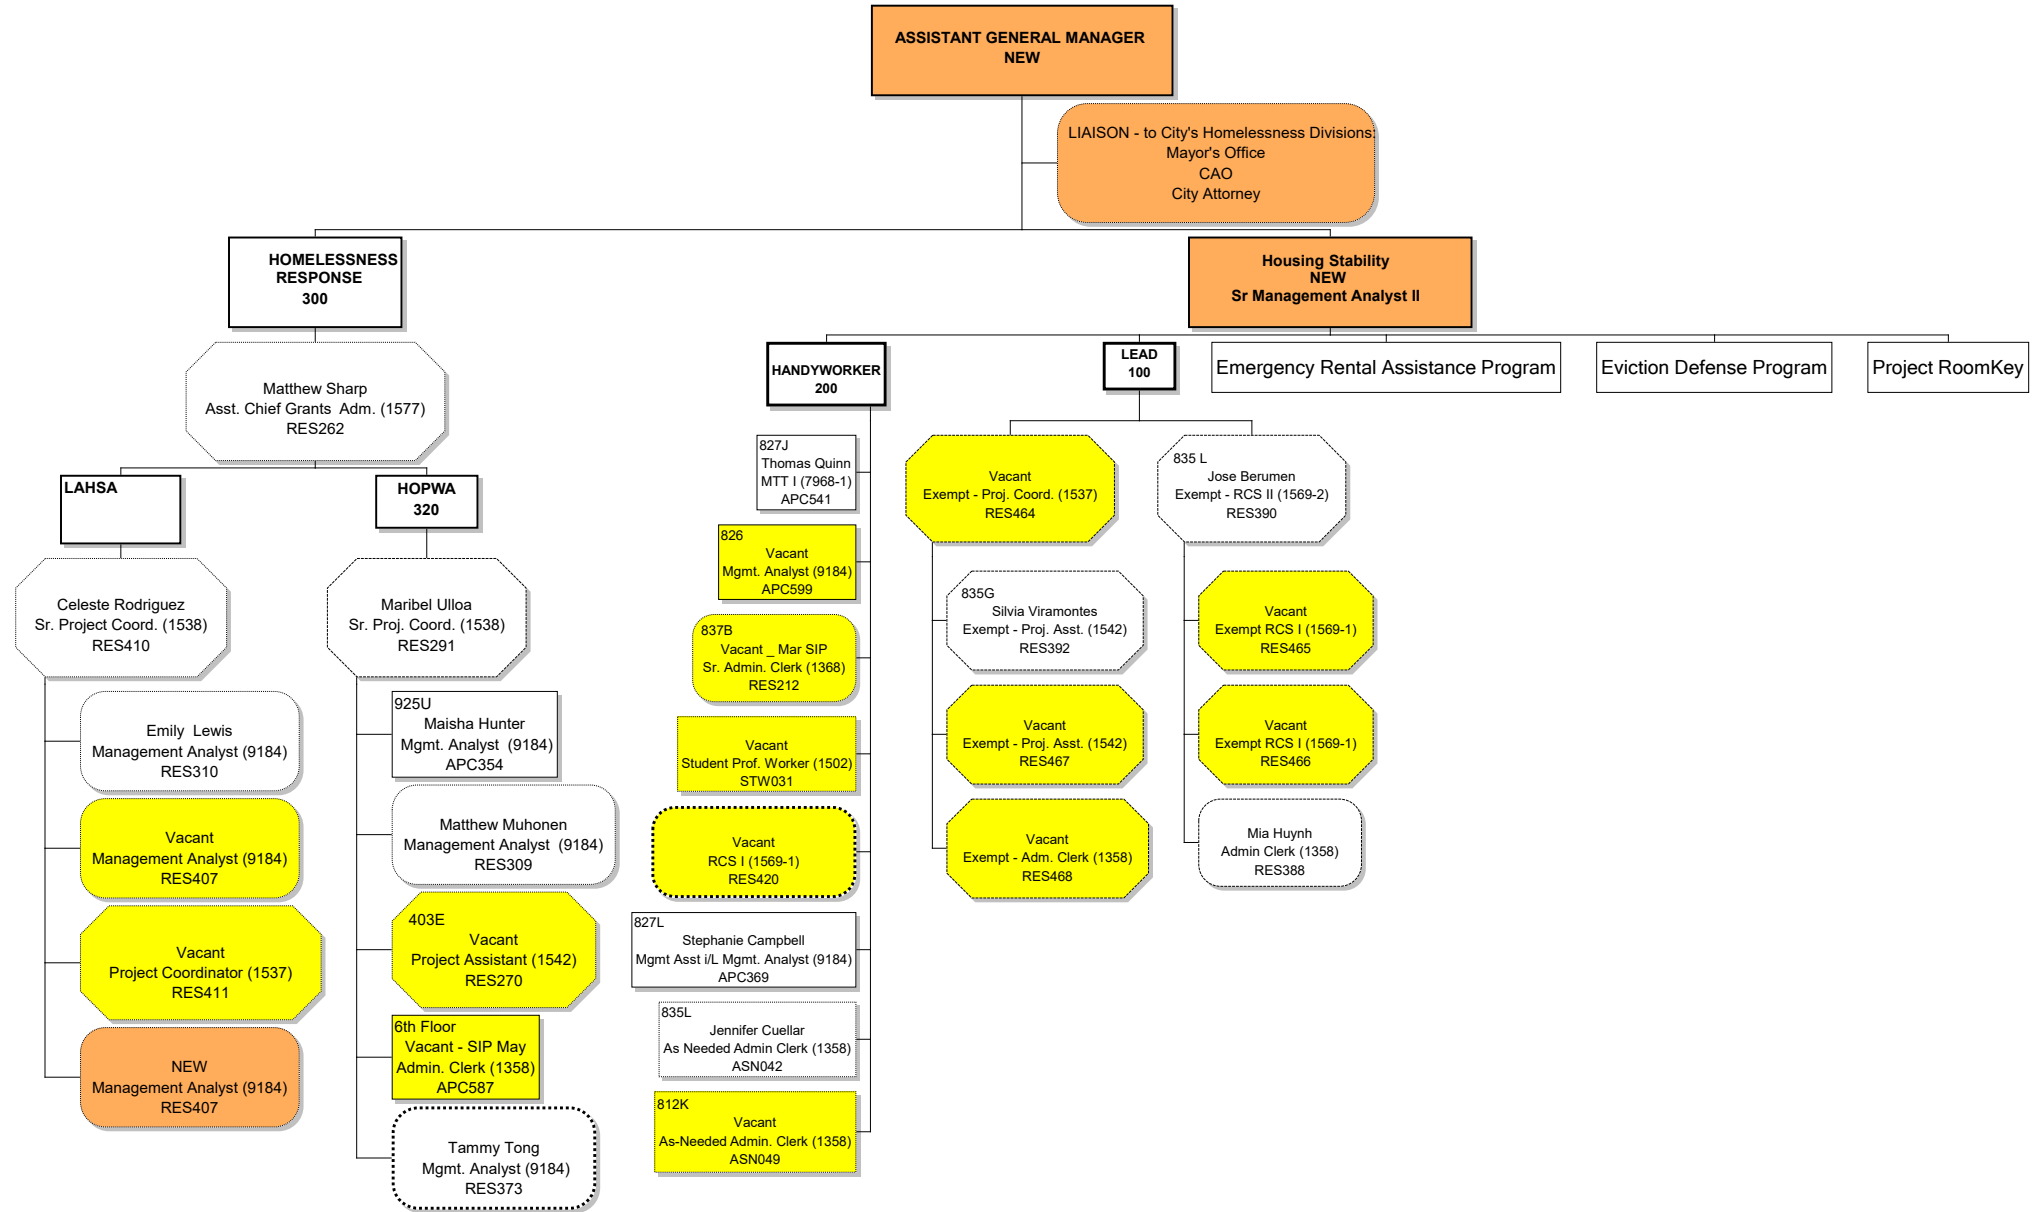 ASSISTANT GENERAL MANAGER
NEW
LIAISON - to City's Homelessness Divisions:
Mayor's Office
CAO
City Attorney
HOMELESSNESS
RESPONSE
300
Housing Stability
NEW
Sr Management Analyst II
Matthew Sharp
Asst. Chief Grants Adm. (1577)
RES262
LAHSA
HOPWA
320
Celeste Rodriguez
Sr. Project Coord. (1538)
RES410
Emily Lewis
Management Analyst (9184)
RES310
Vacant
Management Analyst (9184)
RES407
Vacant
Project Coordinator (1537)
RES411
NEW
Management Analyst (9184)
RES407
Maribel Ulloa
Sr. Proj. Coord. (1538)
RES291
925U
Maisha Hunter
Mgmt. Analyst (9184)
APC354
Matthew Muhonen
Management Analyst (9184)
RES309
403E
Vacant
Project Assistant (1542)
RES270
6th Floor
Vacant - SIP May
Admin. Clerk (1358)
APC587
Tammy Tong
Mgmt. Analyst (9184)
RES373
HANDYWORKER
200
827J
Thomas Quinn
MTT I (7968-1)
APC541
826
Vacant
Mgmt. Analyst (9184)
APC599
837B
Vacant _ Mar SIP
Sr. Admin. Clerk (1368)
RES212
Vacant
Student Prof. Worker (1502)
STW031
Vacant
RCS I (1569-1)
RES420
827L
Stephanie Campbell
Mgmt Asst i/L Mgmt. Analyst (9184)
APC369
835L
Jennifer Cuellar
As Needed Admin Clerk (1358)
ASN042
812K
Vacant
As-Needed Admin. Clerk (1358)
ASN049
LEAD
100
Vacant
Exempt - Proj. Coord. (1537)
RES464
835G
Silvia Viramontes
Exempt - Proj. Asst. (1542)
RES392
Vacant
Exempt - Proj. Asst. (1542)
RES467
Vacant
Exempt - Adm. Clerk (1358)
RES468
835 L
Jose Berumen
Exempt - RCS II (1569-2)
RES390
Vacant
Exempt RCS I (1569-1)
RES465
Vacant
Exempt RCS I (1569-1)
RES466
Mia Huynh
Admin Clerk (1358)
RES388
Emergency Rental Assistance Program
Eviction Defense Program
Project RoomKey